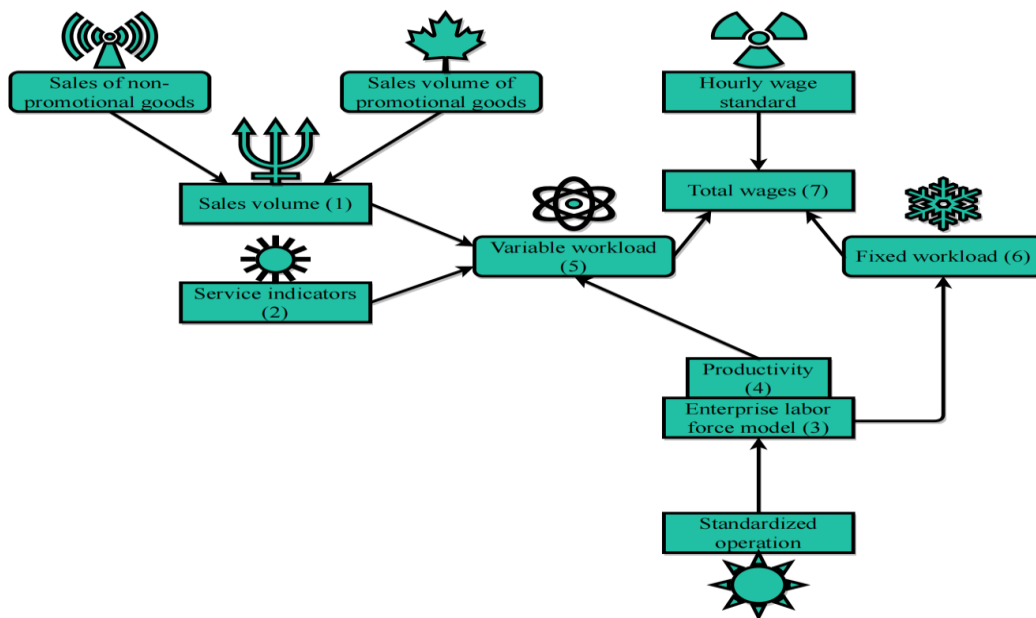 Sales of non-
promotional goods
Sales volume of
promotional goods
Hourly wage
standard
Sales volume (1)
Total wages (7)
Variable workload
(5)
Fixed workload (6)
Service indicators
(2)
Productivity
(4)
Enterprise labor
force model (3)
Standardized
operation